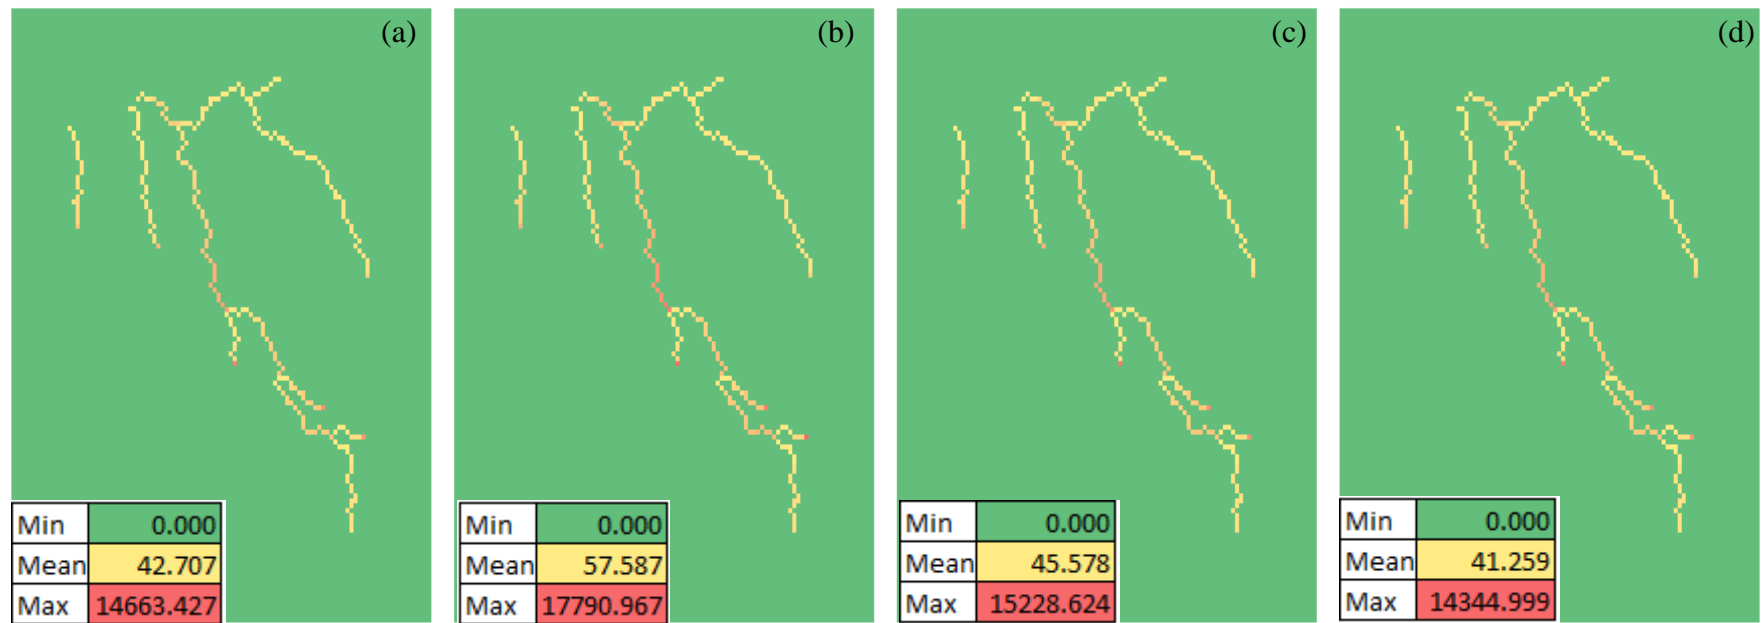 (a)
(b)
(c)
(d)
Min 0.000
Mean 42.707
Max 14663.427
Min 0.000
Mean 57.587
Max 17790.967
Min 0.000
Mean 45.578
Max 15228.624
Min 0.000
Mean 41.259
Max 14344.999